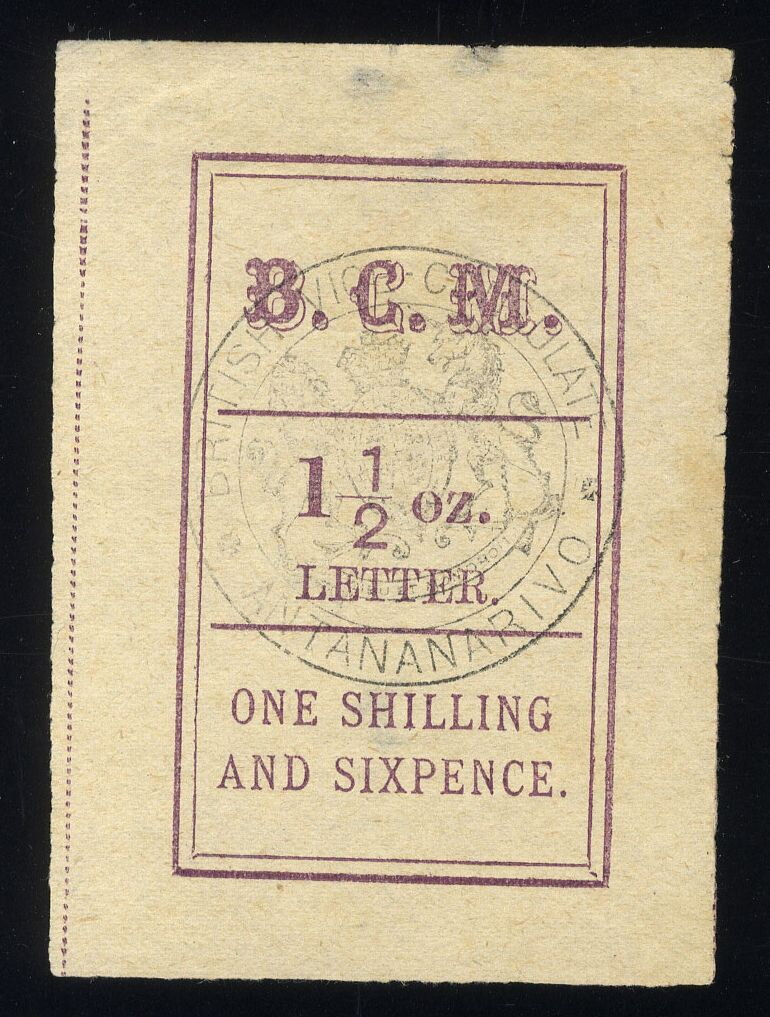 B. C. M.
1 1/2 oz.
LETTER.
ONE SHILLING
AND SIXPENCE.
BRITISH VICE-CONSULATE
ANTANANARIVO